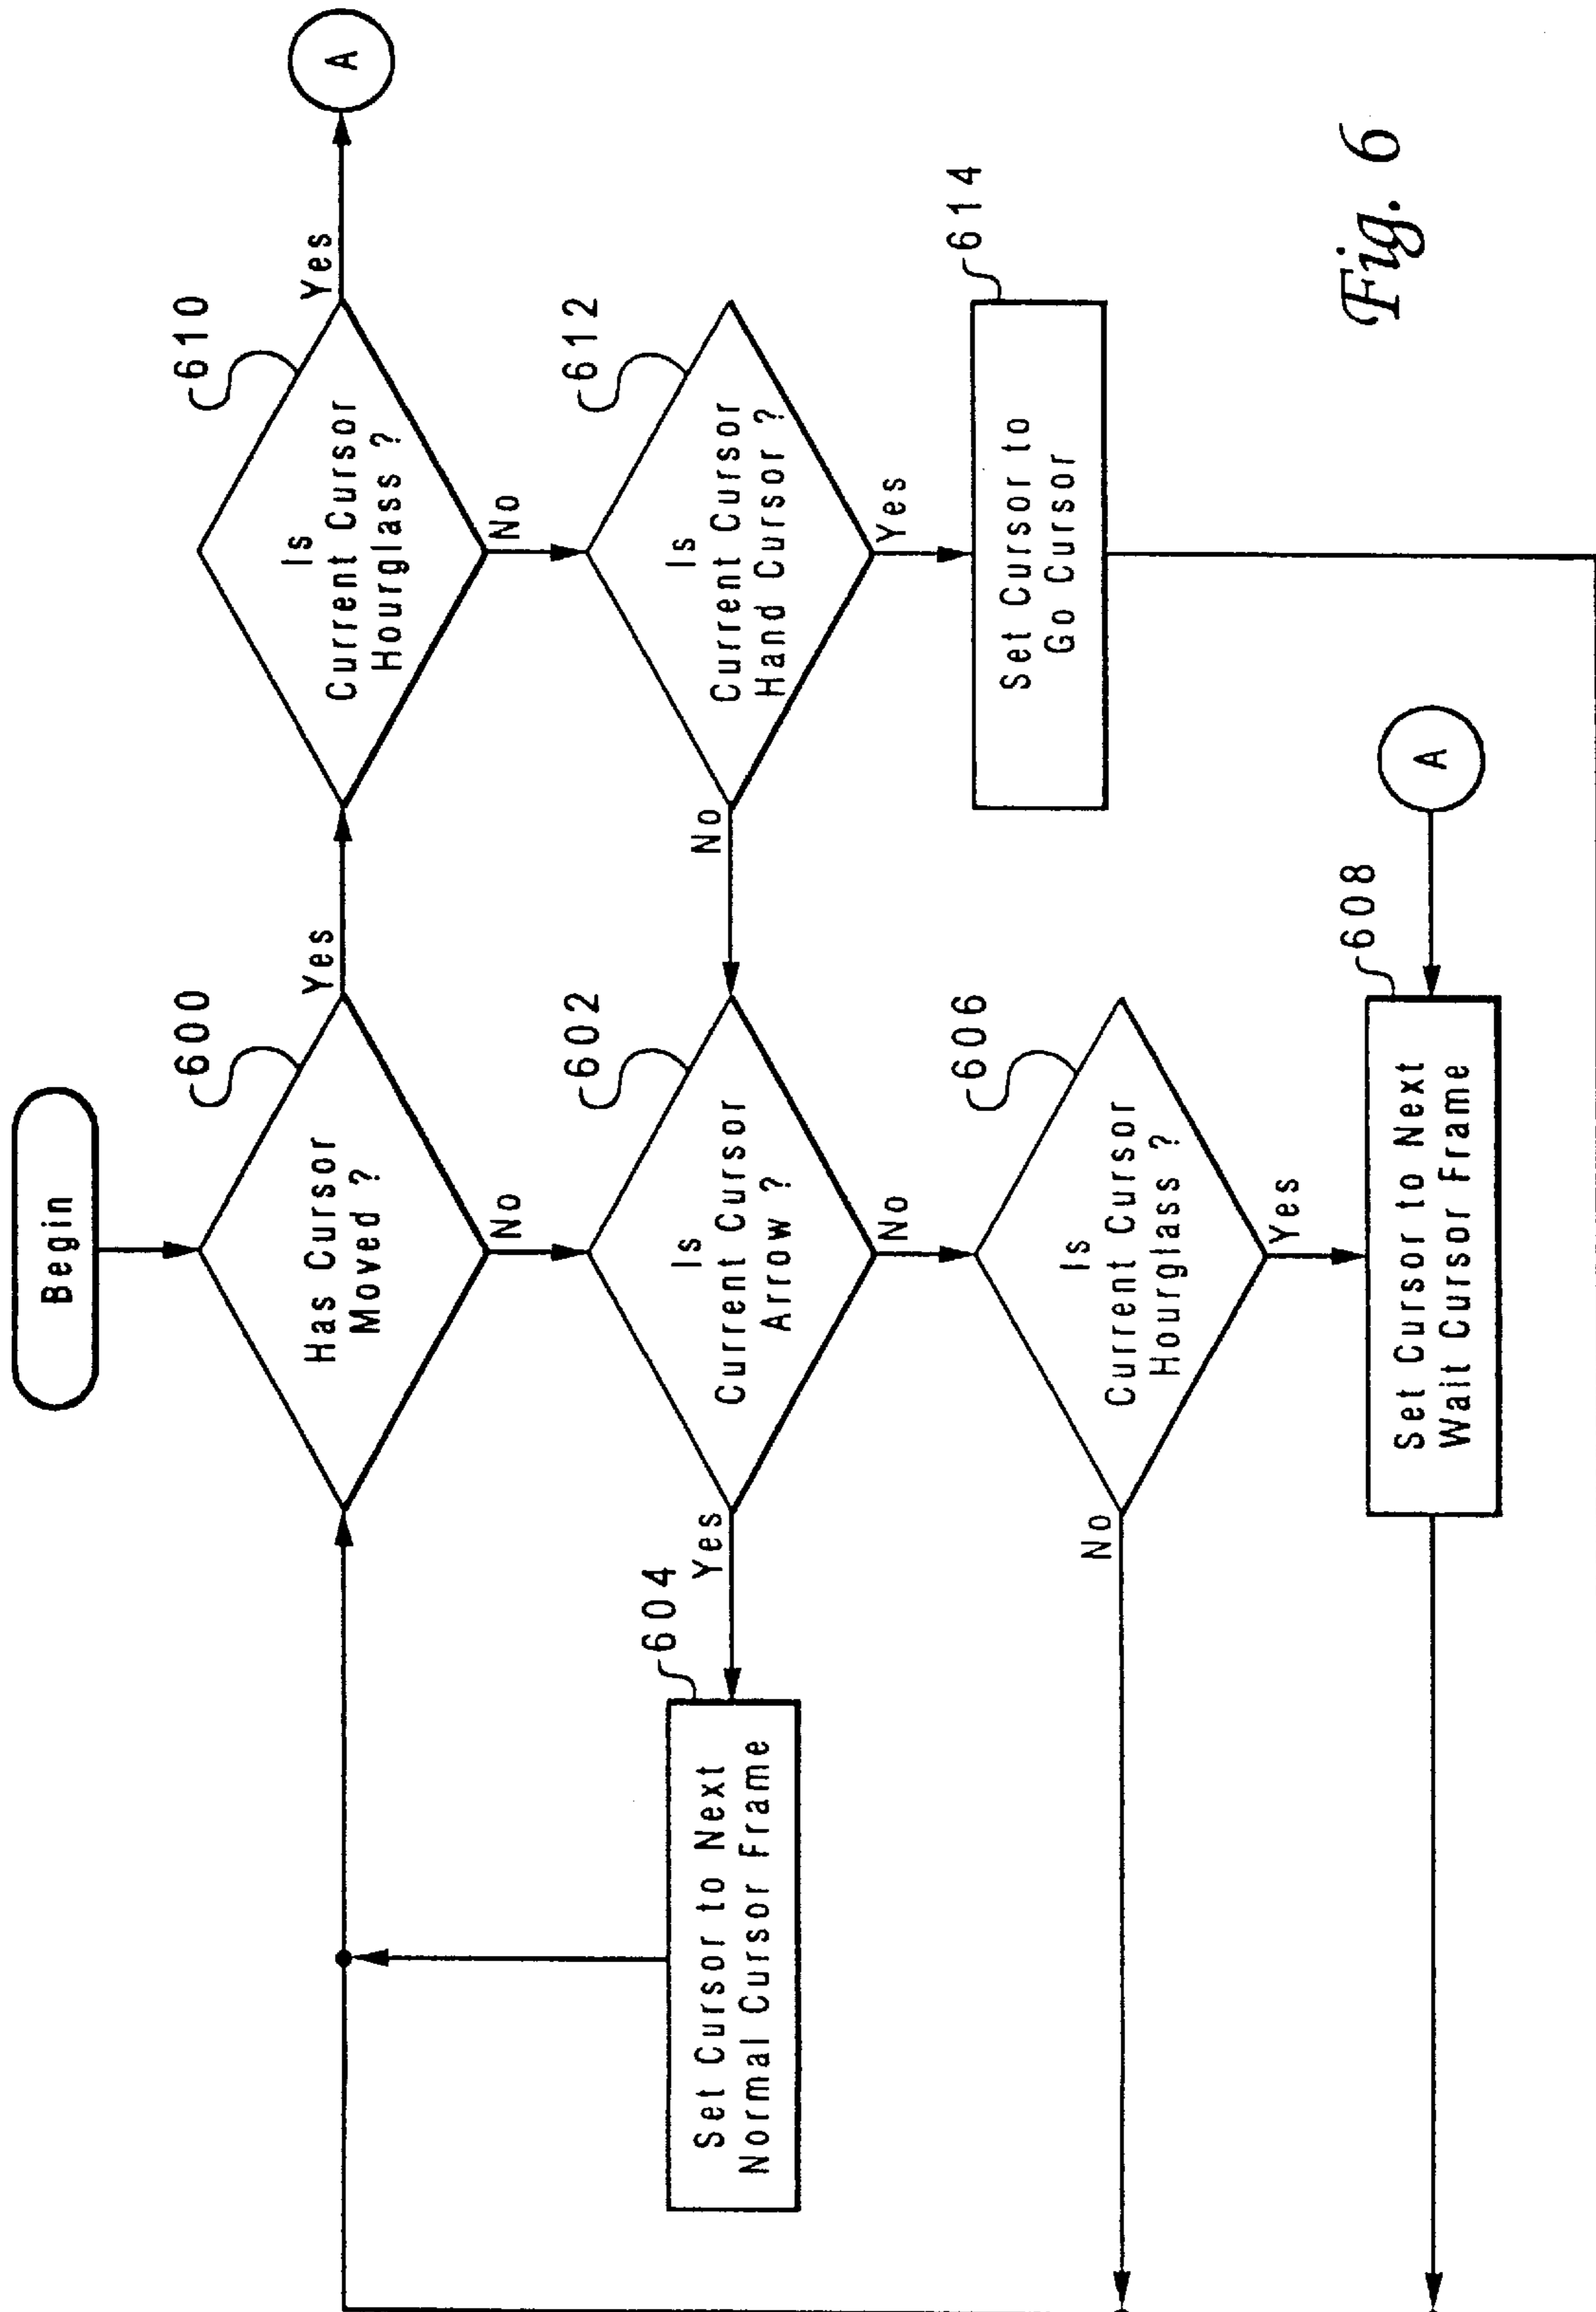 Begin
600
Has Cursor
Moved ?
Yes
No
610
Is
Current Cursor
Hourglass ?
Yes
No
A
602
Is
Current Cursor
Arrow ?
Yes
No
604
Set Cursor to Next
Normal Cursor Frame
612
Is
Current Cursor
Hand Cursor ?
No
Yes
606
Is
Current Cursor
Hourglass ?
No
Yes
614
Set Cursor to
Go Cursor
608
Set Cursor to Next
Wait Cursor Frame
A
Fig. 6